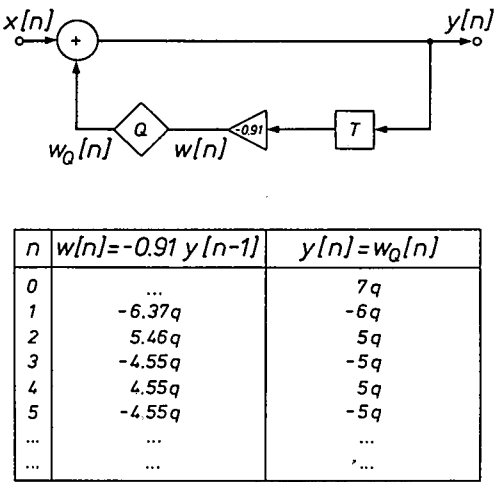 x[n] y[n]
+
Q -0.91 T
w_Q[n] w[n]
n w[n]=-0.91 y[n-1] y[n]=w_Q[n]
0 ... 7q
1 -6.37q -6q
2 5.46q 5q
3 -4.55q -5q
4 4.55q 5q
5 -4.55q -5q
... ... ...
... ... ...